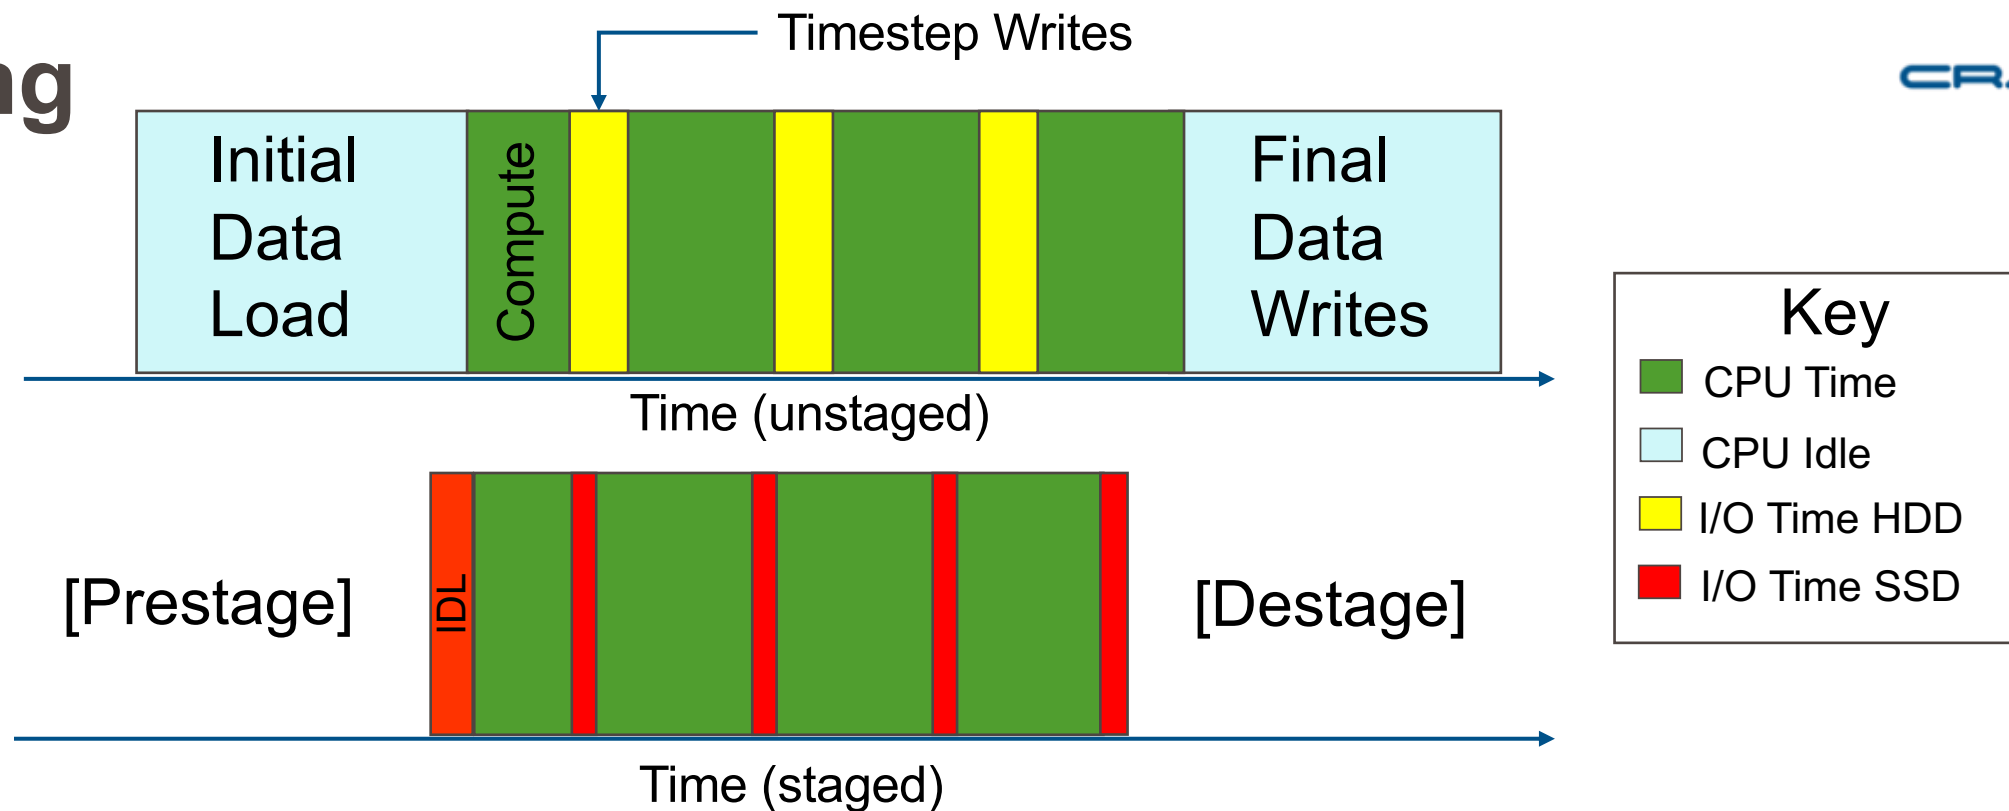 Timestep Writes
Initial
Data
Load
Compute
Final
Data
Writes
Time (unstaged)
Key
CPU Time
CPU Idle
I/O Time HDD
I/O Time SSD
[Prestage]
IDL
[Destage]
Time (staged)